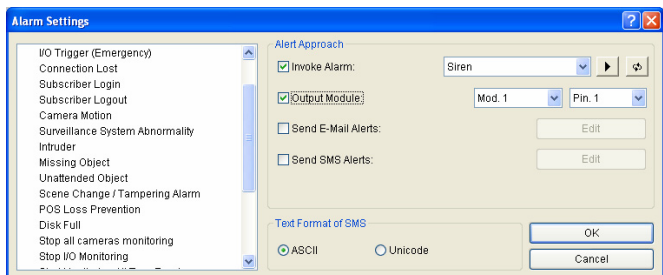 Alarm Settings
I/O Trigger (Emergency)
Connection Lost
Subscriber Login
Subscriber Logout
Camera Motion
Surveillance System Abnormality
Intruder
Missing Object
Unattended Object
Scene Change / Tampering Alarm
POS Loss Prevention
Disk Full
Stop all cameras monitoring
Stop I/O Monitoring
Alert Approach
Invoke Alarm: Siren
Output Module: Mod. 1 Pin. 1
Send E-Mail Alerts: Edit
Send SMS Alerts: Edit
Text Format of SMS
ASCII Unicode
OK
Cancel